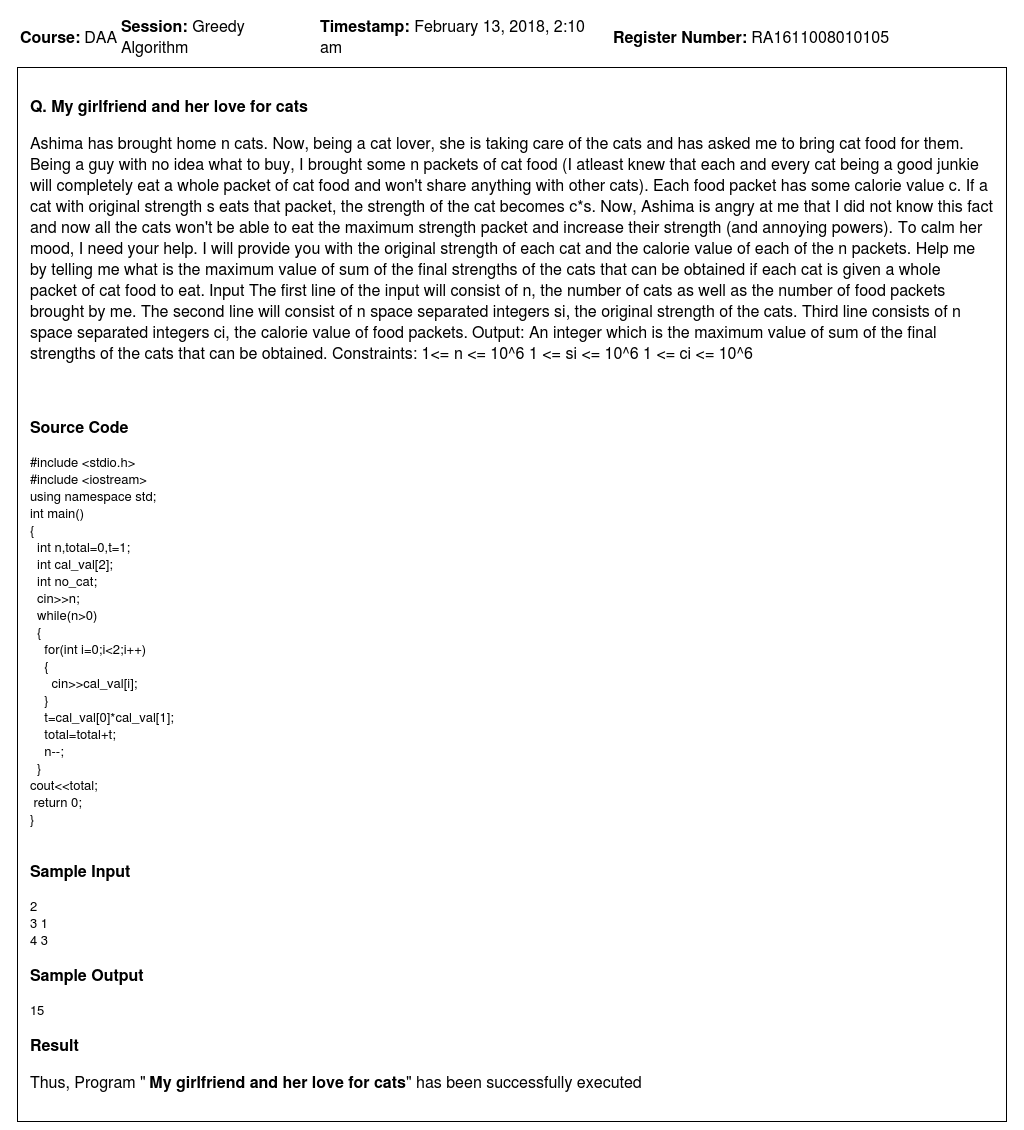 Course: DAA Session: Greedy Algorithm Timestamp: February 13, 2018, 2:10 am Register Number: RA1611008010105
Q. My girlfriend and her love for cats
Ashima has brought home n cats. Now, being a cat lover, she is taking care of the cats and has asked me to bring cat food for them.
Being a guy with no idea what to buy, I brought some n packets of cat food (I atleast knew that each and every cat being a good junkie
will completely eat a whole packet of cat food and won't share anything with other cats). Each food packet has some calorie value c. If a
cat with original strength s eats that packet, the strength of the cat becomes c*s. Now, Ashima is angry at me that I did not know this fact
and now all the cats won't be able to eat the maximum strength packet and increase their strength (and annoying powers). To calm her
mood, I need your help. I will provide you with the original strength of each cat and the calorie value of each of the n packets. Help me
by telling me what is the maximum value of sum of the final strengths of the cats that can be obtained if each cat is given a whole
packet of cat food to eat. Input The first line of the input will consist of n, the number of cats as well as the number of food packets
brought by me. The second line will consist of n space separated integers si, the original strength of the cats. Third line consists of n
space separated integers ci, the calorie value of food packets. Output: An integer which is the maximum value of sum of the final
strengths of the cats that can be obtained. Constraints: 1<= n <= 10^6 1 <= si <= 10^6 1 <= ci <= 10^6
Source Code
#include <stdio.h>
#include <iostream>
using namespace std;
int main()
{
int n,total=0,t=1;
int cal_val[2];
int no_cat;
cin>>n;
while(n>0)
{
for(int i=0;i<2;i++)
{
cin>>cal_val[i];
}
t=cal_val[0]*cal_val[1];
total=total+t;
n--;
}
cout<<total;
return 0;
}
Sample Input
2
3 1
4 3
Sample Output
15
Result
Thus, Program " My girlfriend and her love for cats" has been successfully executed